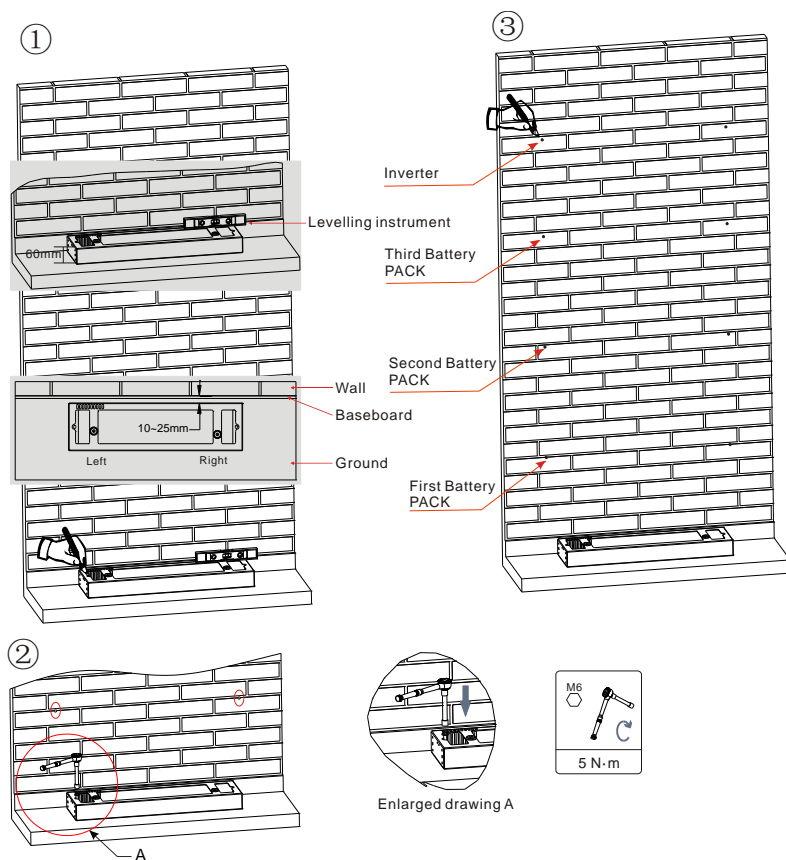 ①
Levelling instrument
60mm
Wall
Baseboard
10~25mm
Left
Right
Ground
②
A
Enlarged drawing A
M6
5 N·m
③
Inverter
Third Battery
PACK
Second Battery
PACK
First Battery
PACK